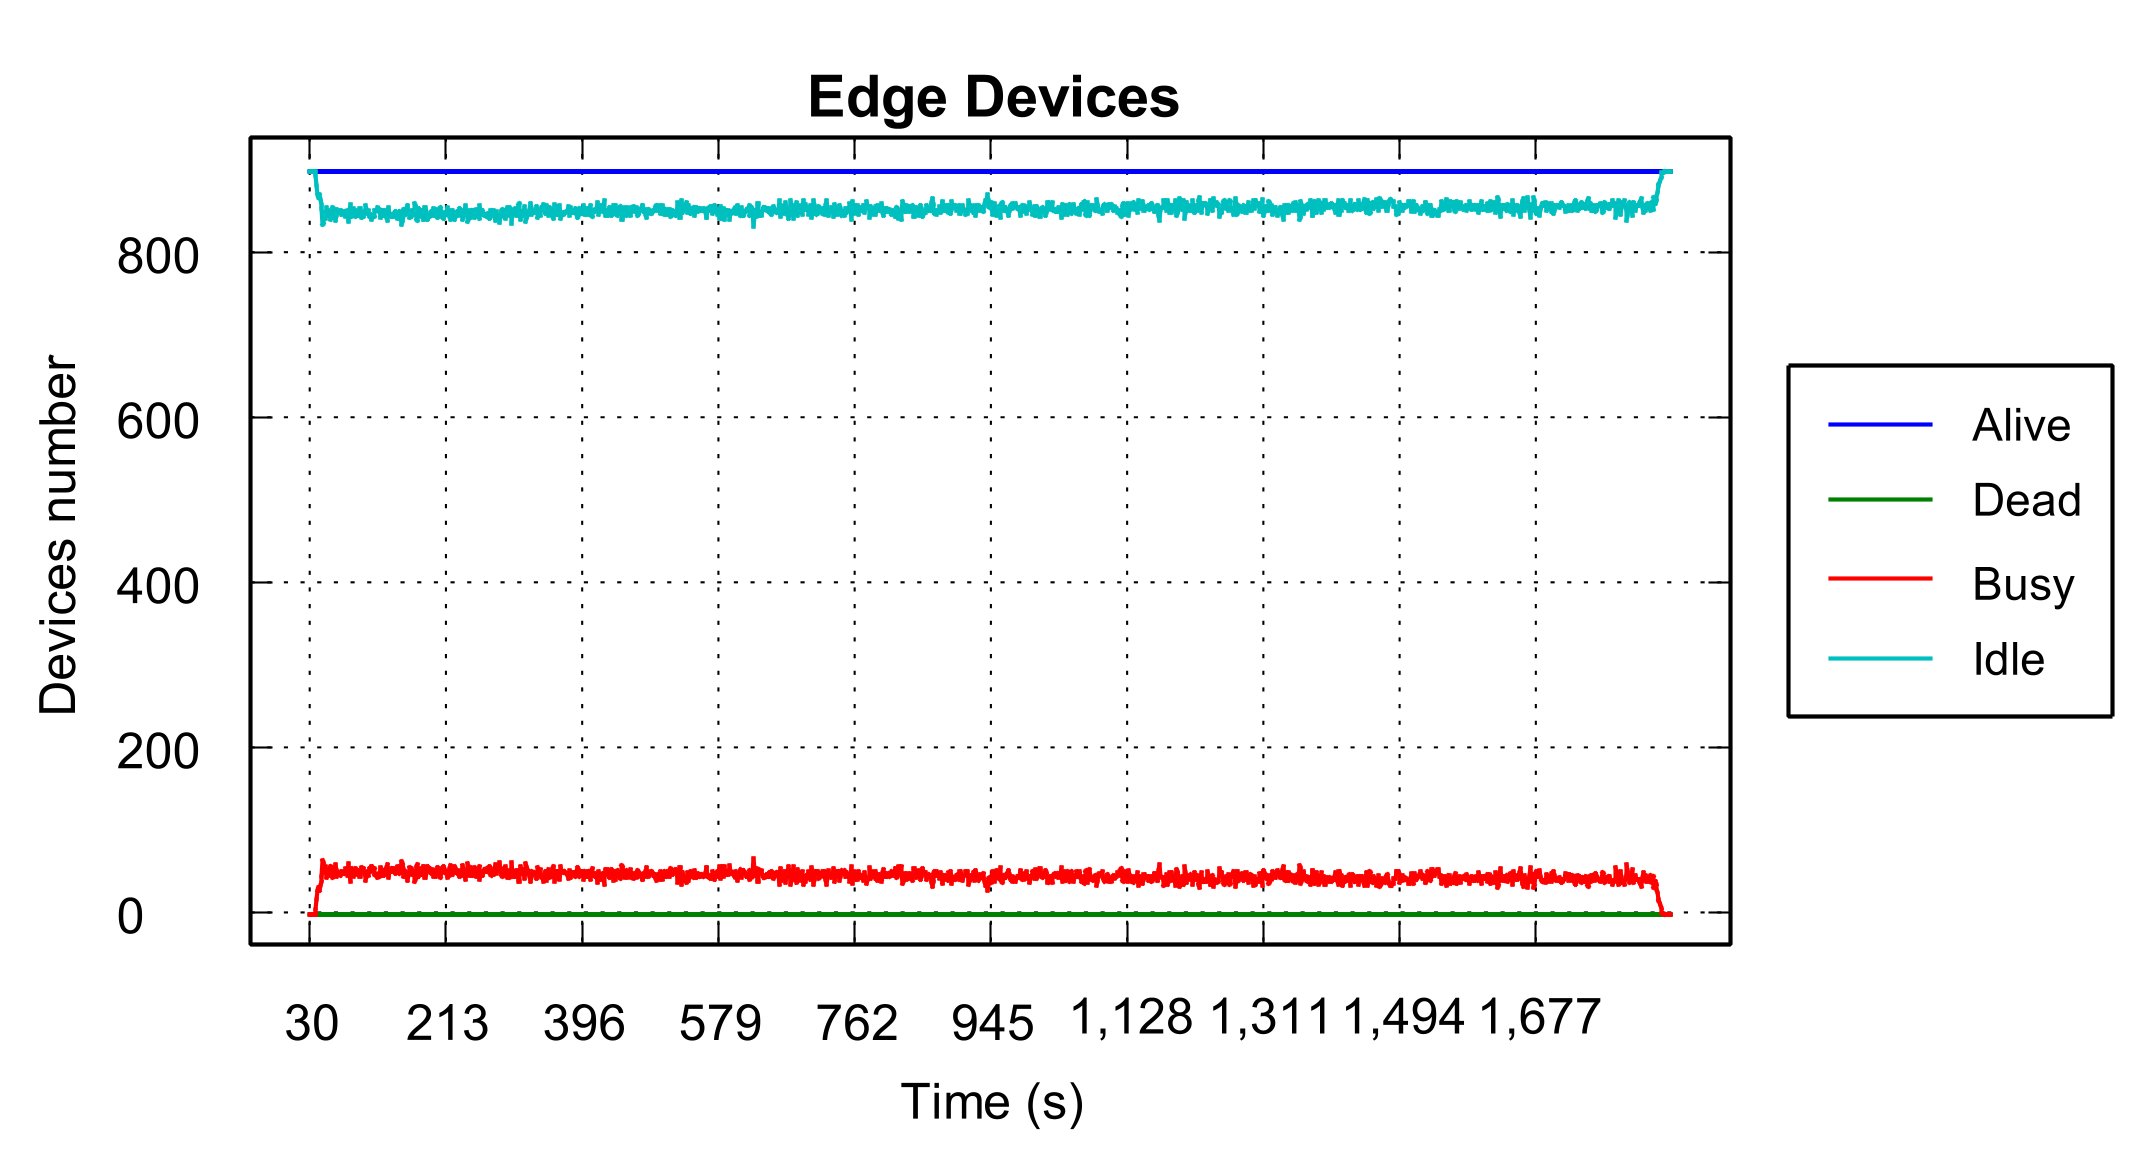 Edge Devices
Devices number
800
600
400
200
0
30 213 396 579 762 945 1,128 1,311 1,494 1,677
Time (s)
Alive
Dead
Busy
Idle